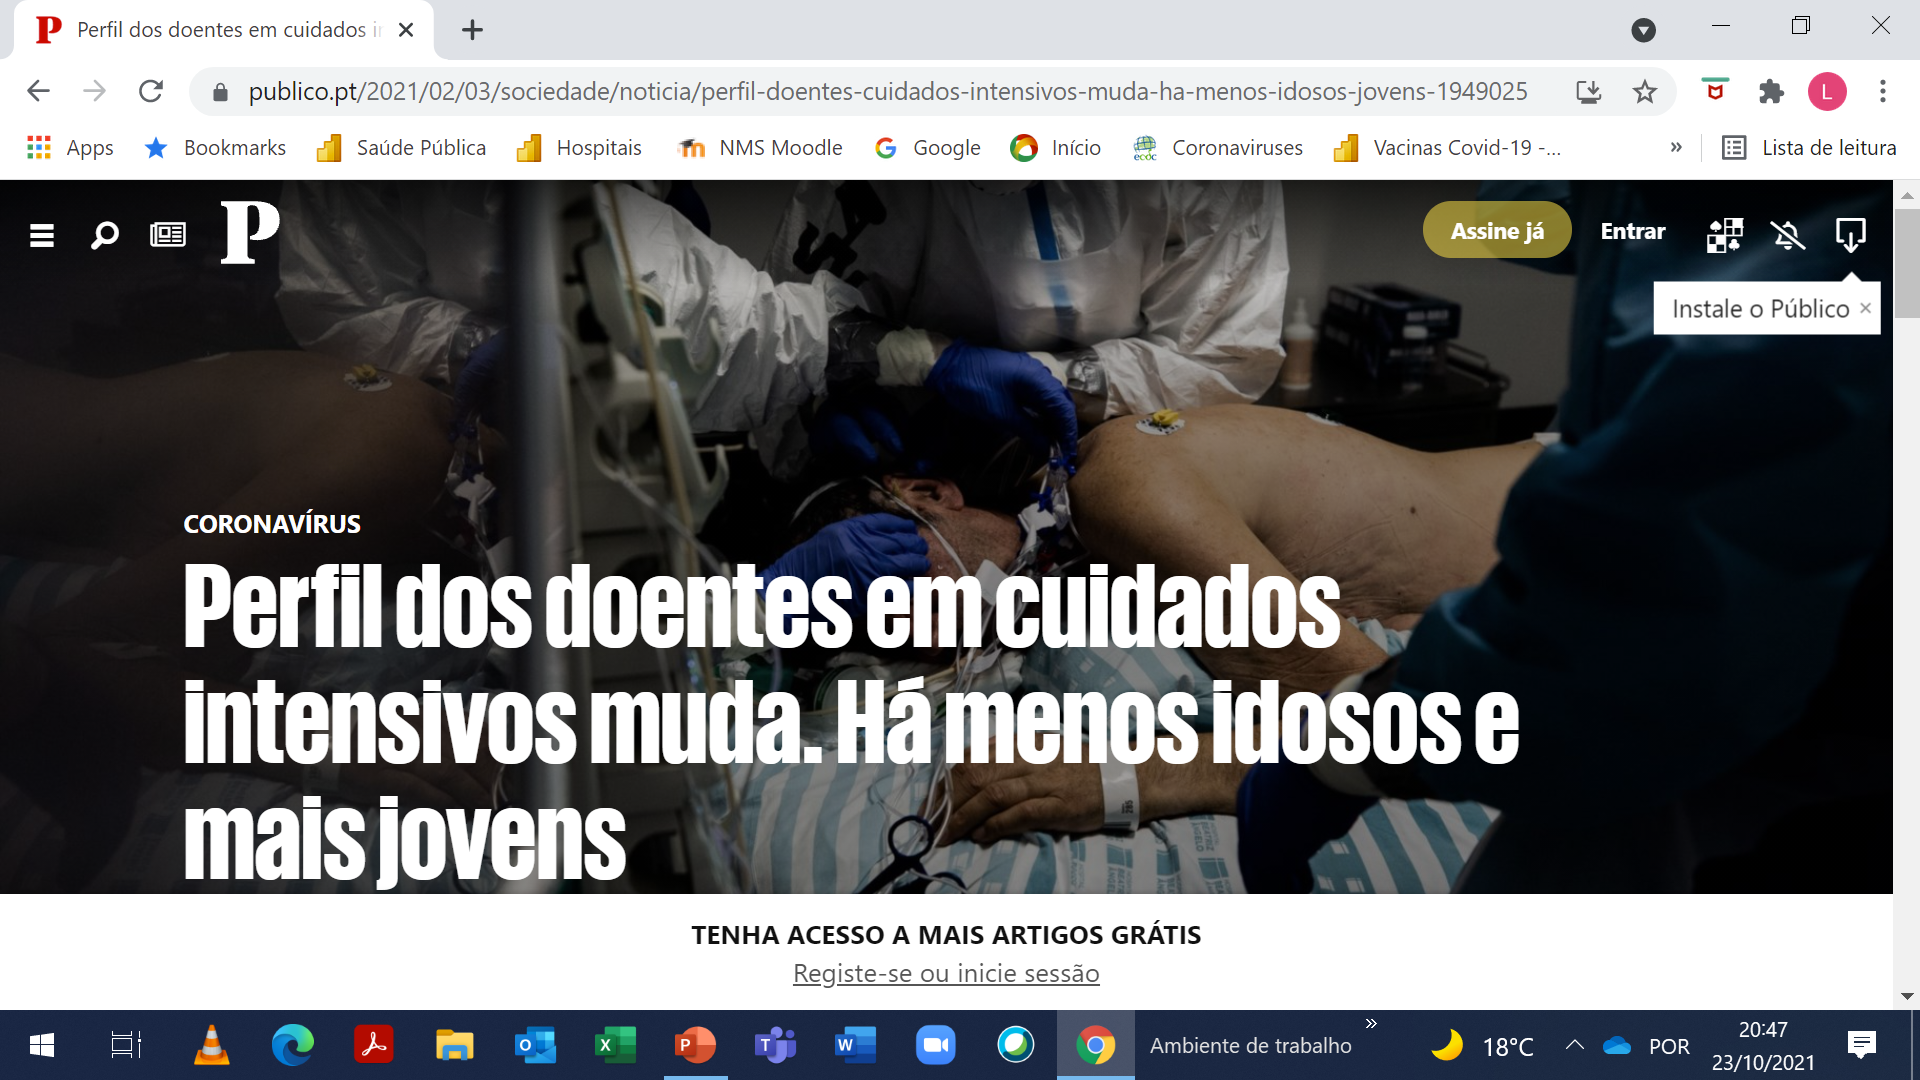 Perfil dos doentes em cuidados
publico.pt/2021/02/03/sociedade/noticia/perfil-doentes-cuidados-intensivos-muda-ha-menos-idosos-jovens-1949025
L
Apps Bookmarks Saúde Pública Hospitais NMS Moodle Google Início Coronaviruses Vacinas Covid-19 -... » Lista de leitura
P Assine já Entrar
Instale o Público ×
CORONAVÍRUS
Perfil dos doentes em cuidados
intensivos muda. Há menos idosos e
mais jovens
TENHA ACESSO A MAIS ARTIGOS GRÁTIS
Registe-se ou inicie sessão
Ambiente de trabalho » 18°C POR 20:47
23/10/2021